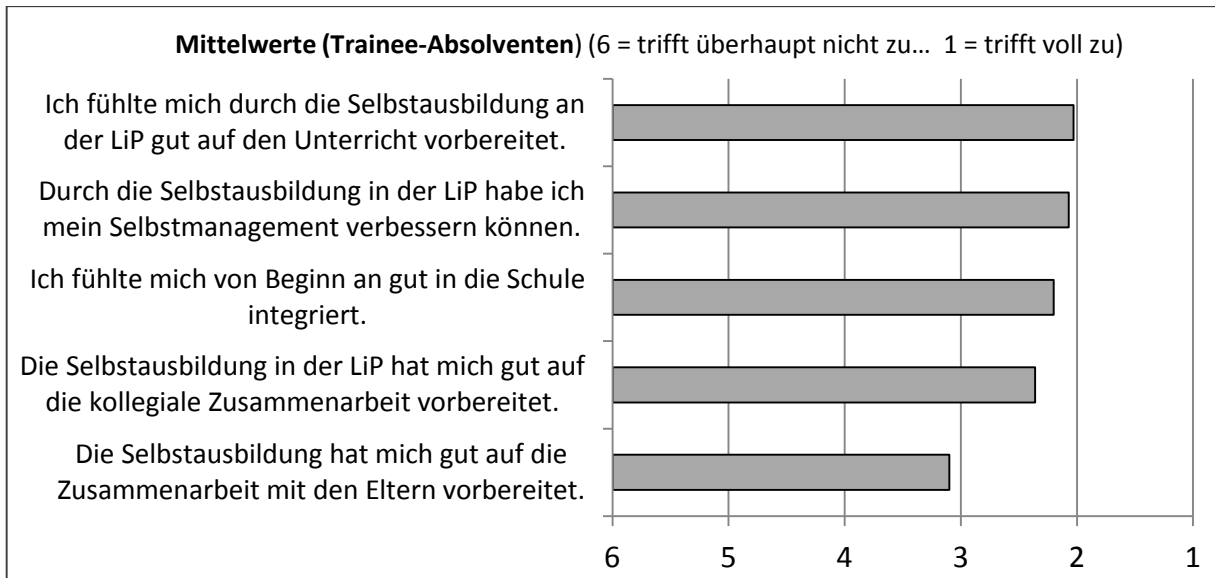 Mittelwerte (Trainee-Absolventen) (6 = trifft überhaupt nicht zu... 1 = trifft voll zu)
Ich fühlte mich durch die Selbstausbildung an
der LiP gut auf den Unterricht vorbereitet.
Durch die Selbstausbildung in der LiP habe ich
mein Selbstmanagement verbessern können.
Ich fühlte mich von Beginn an gut in die Schule
integriert.
Die Selbstausbildung in der LiP hat mich gut auf
die kollegiale Zusammenarbeit vorbereitet.
Die Selbstausbildung hat mich gut auf die
Zusammenarbeit mit den Eltern vorbereitet.
6 5 4 3 2 1